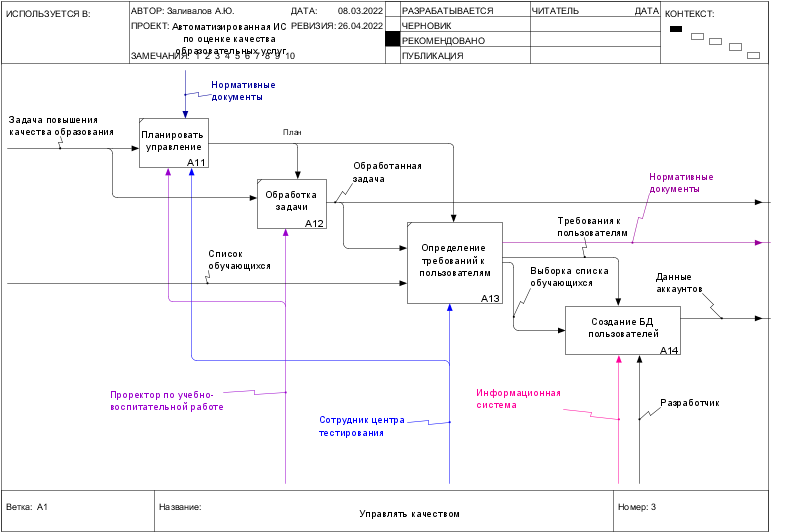 ИСПОЛЬЗУЕТСЯ В:
АВТОР: Заливалов А.Ю.
ДАТА: 08.03.2022
ПРОЕКТ: Автоматизированная ИС
по оценке качества
образовательных услуг
РЕВИЗИЯ: 26.04.2022
ЗАМЕЧАНИЯ: 1 2 3 4 5 6 7 8 9 10
РАЗРАБАТЫВАЕТСЯ
ЧЕРНОВИК
РЕКОМЕНДОВАНО
ПУБЛИКАЦИЯ
ЧИТАТЕЛЬ ДАТА
КОНТЕКСТ:
Нормативные
документы
Задача повышения
качества образования
Планировать
управление
A11
План
Обработанная
задача
Обработка
задачи
A12
Нормативные
документы
Требования к
пользователям
Список
обучающихся
Определение
требований к
пользователям
A13
Выборка списка
обучающихся
Данные
аккаунтов
Создание БД
пользователей
A14
Проректор по учебно-
воспитательной работе
Сотрудник центра
тестирования
Информационная
система
Разработчик
Ветка: A1
Название:
Управлять качеством
Номер: 3